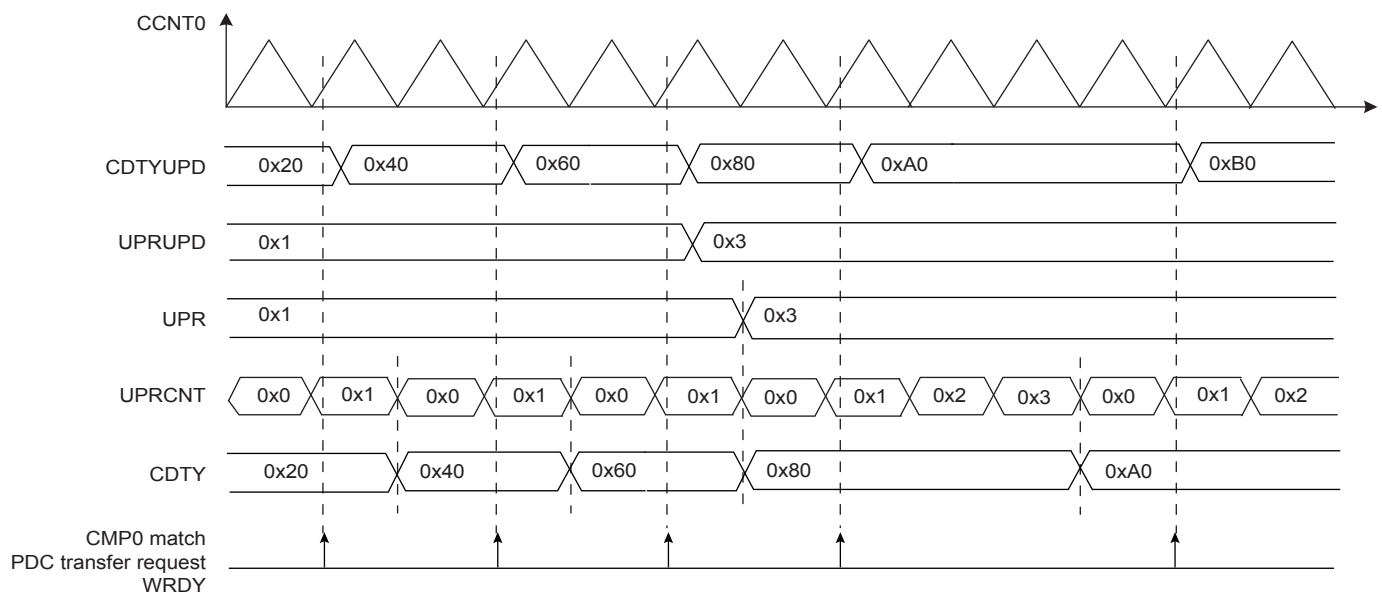 CCNT0
CDTYUPD 0x20 0x40 0x60 0x80 0xA0 0xB0
UPRUPD 0x1 0x3
UPR 0x1 0x3
UPRCNT 0x0 0x1 0x0 0x1 0x0 0x1 0x0 0x1 0x2 0x3 0x0 0x1 0x2
CDTY 0x20 0x40 0x60 0x80 0xA0
CMP0 match
PDC transfer request
WRDY